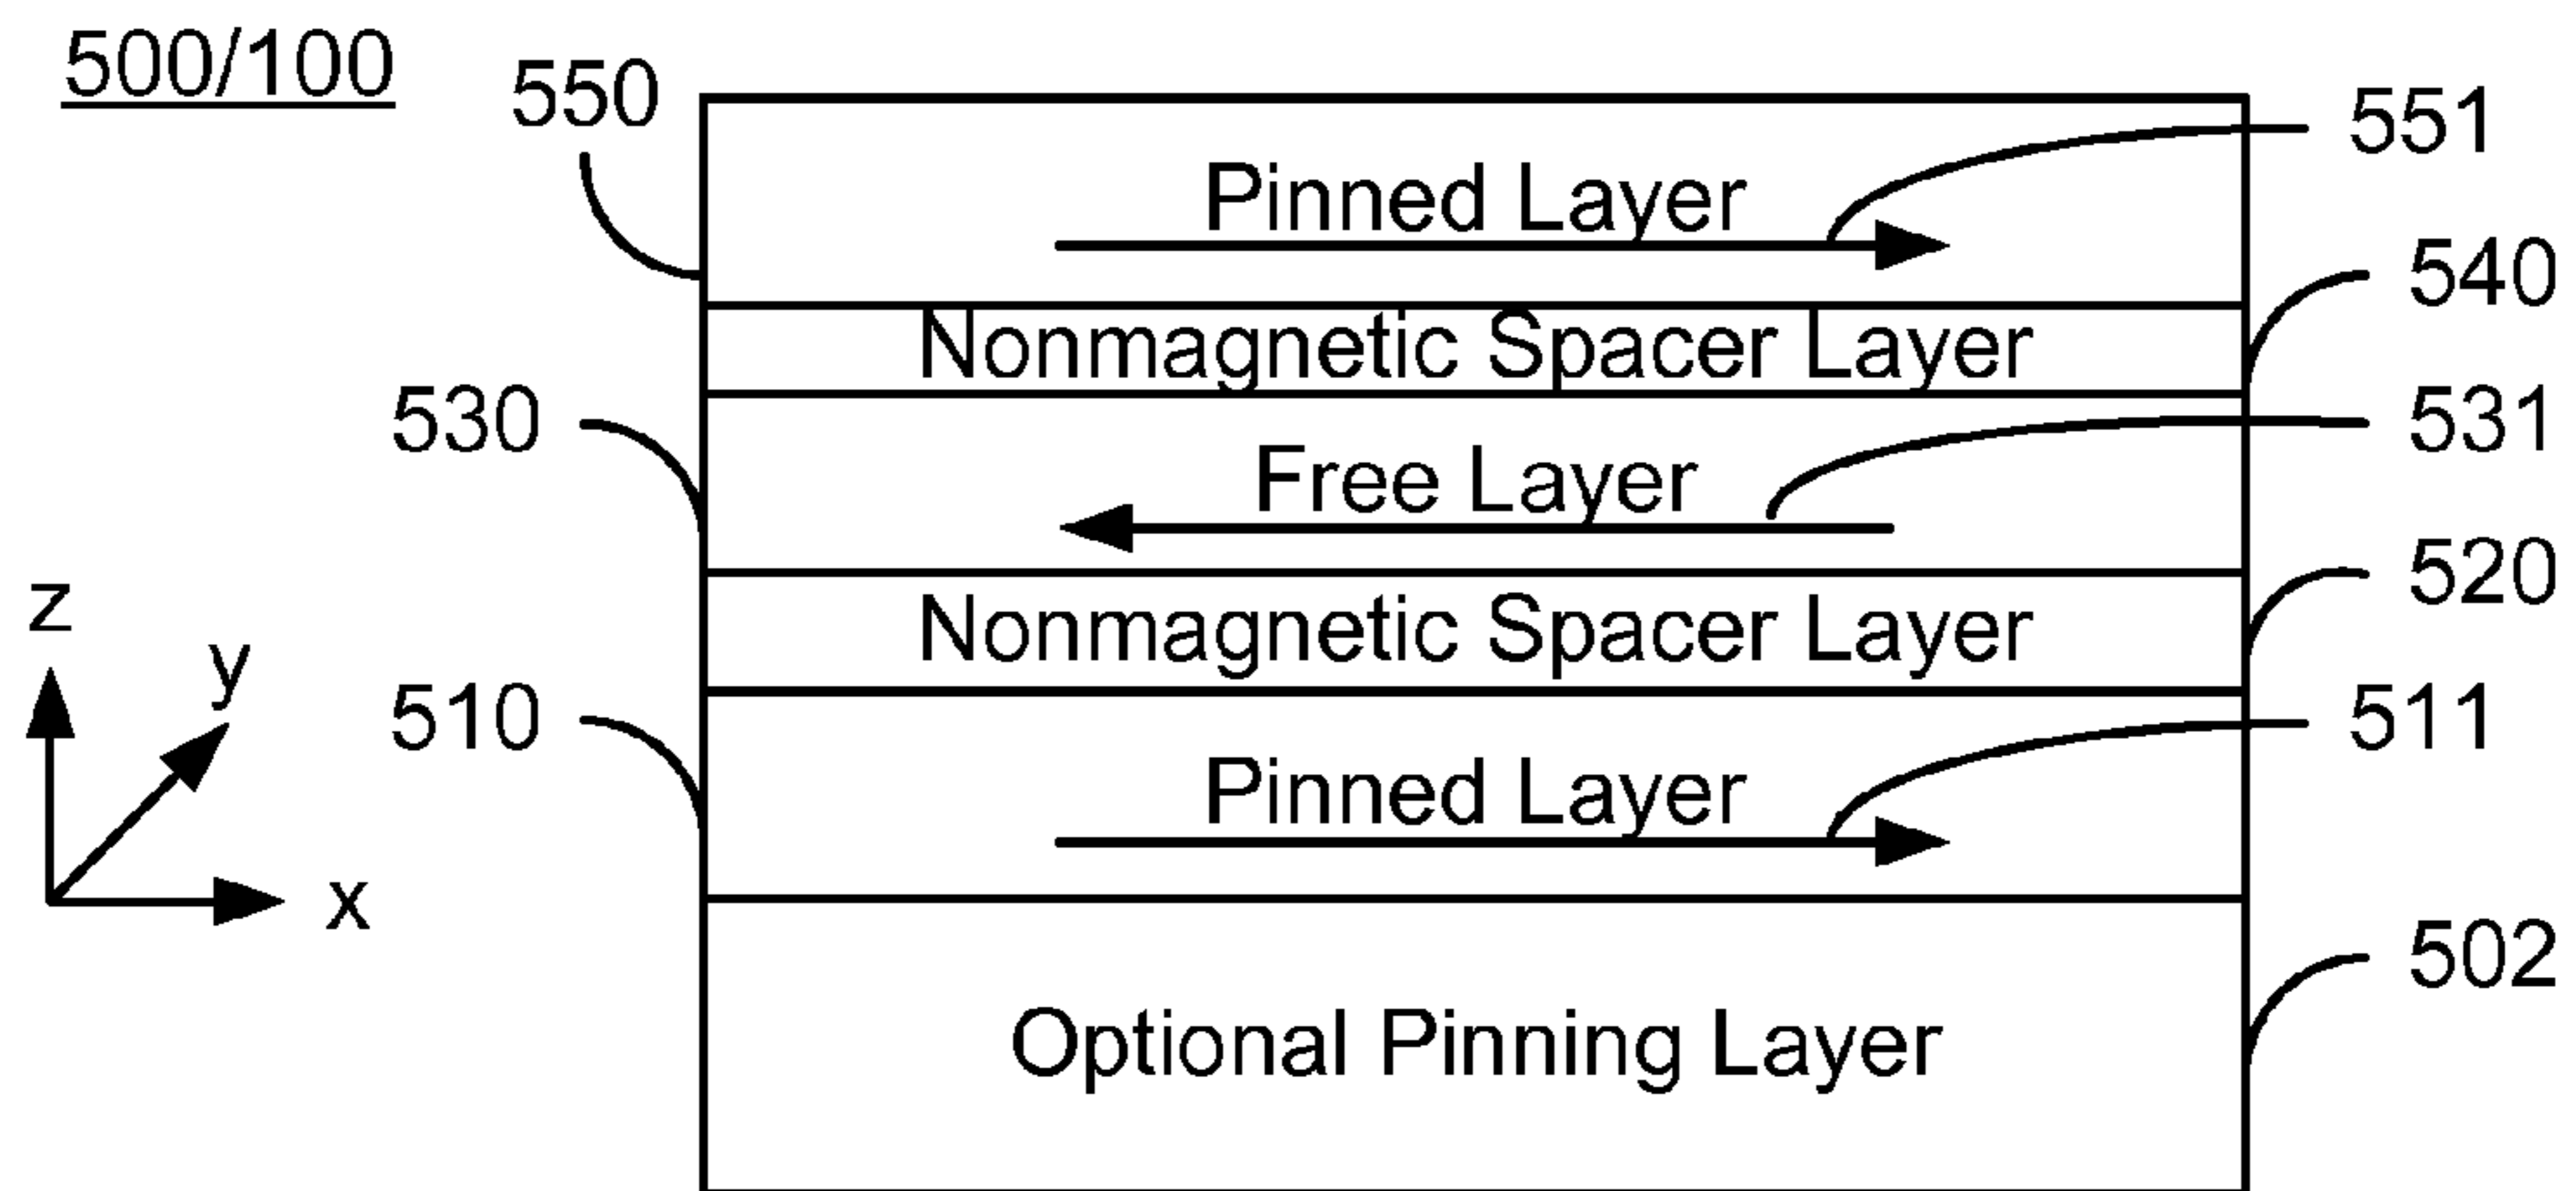 500/100
550
551
Pinned Layer
540
Nonmagnetic Spacer Layer
530
531
Free Layer
520
Nonmagnetic Spacer Layer
z
y
510
511
Pinned Layer
x
502
Optional Pinning Layer